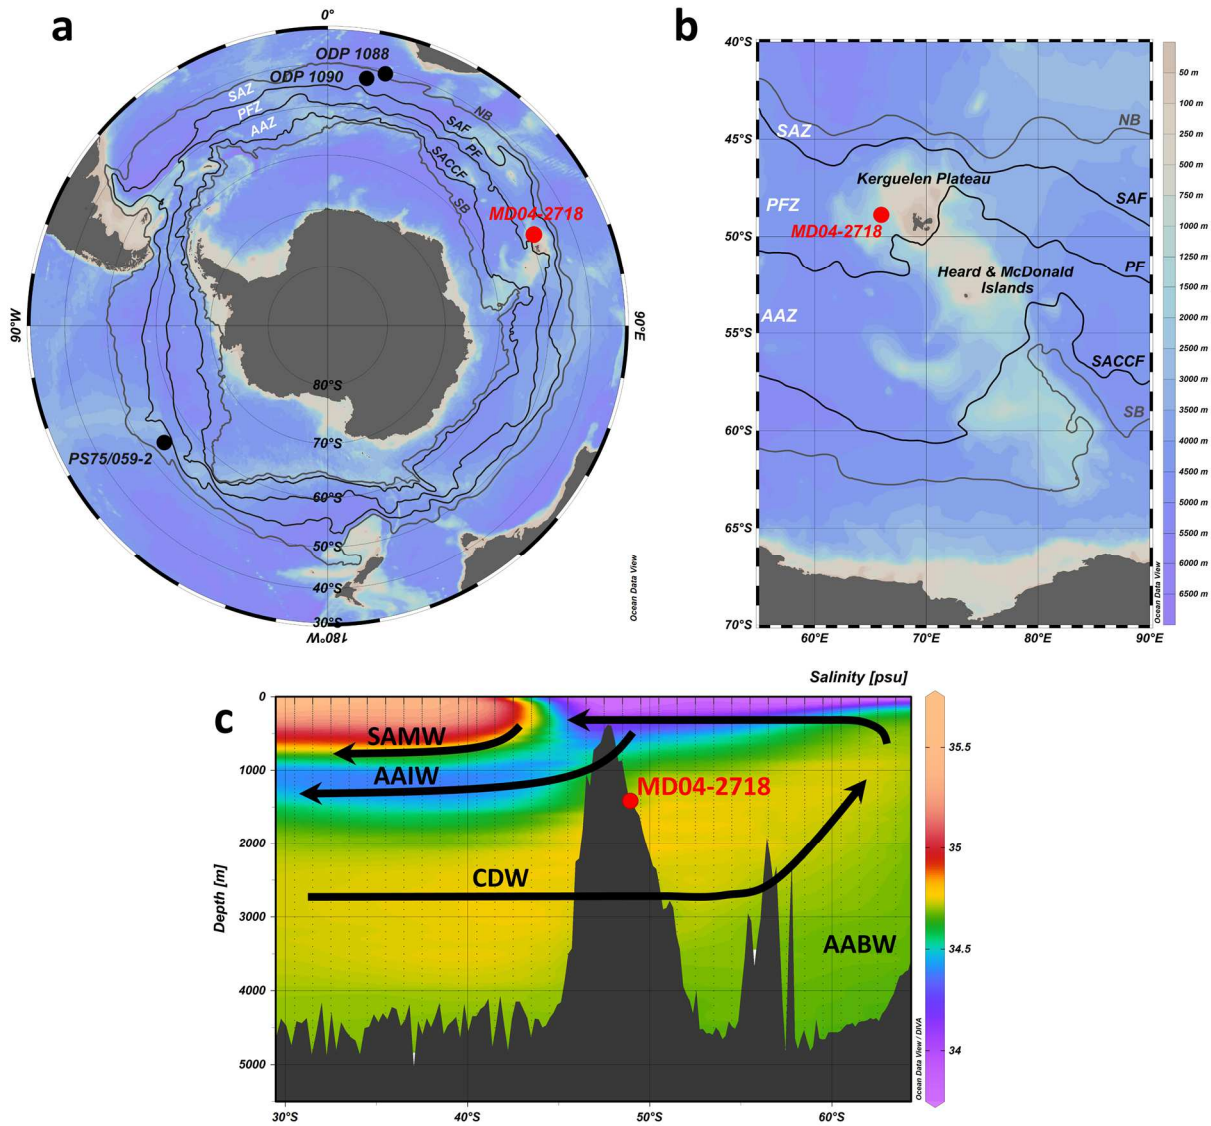 a
0°
ODP 1088
ODP 1090
SAZ
PFZ
AAZ
NB
SAF
PF
SACCF
SB
MD04-2718
90°W
90°E
80°S
70°S
PS75/059-2
60°S
50°S
40°S
30°S
180°W
Ocean Data View
b
40°S
45°S
50°S
55°S
60°S
65°S
70°S
60°E
70°E
80°E
90°E
SAZ
NB
Kerguelen Plateau
PFZ
SAF
MD04-2718
PF
Heard & McDonald
Islands
AAZ
SACCF
SB
Ocean Data View
50 m
100 m
250 m
500 m
750 m
1000 m
1250 m
1500 m
2000 m
2500 m
3000 m
3500 m
4000 m
4500 m
5000 m
5500 m
6000 m
6500 m
c
Salinity [psu]
Depth [m]
0
1000
2000
3000
4000
5000
30°S
40°S
50°S
60°S
SAMW
AAIW
MD04-2718
CDW
AABW
Ocean Data View / DIVA
35.5
35
34.5
34